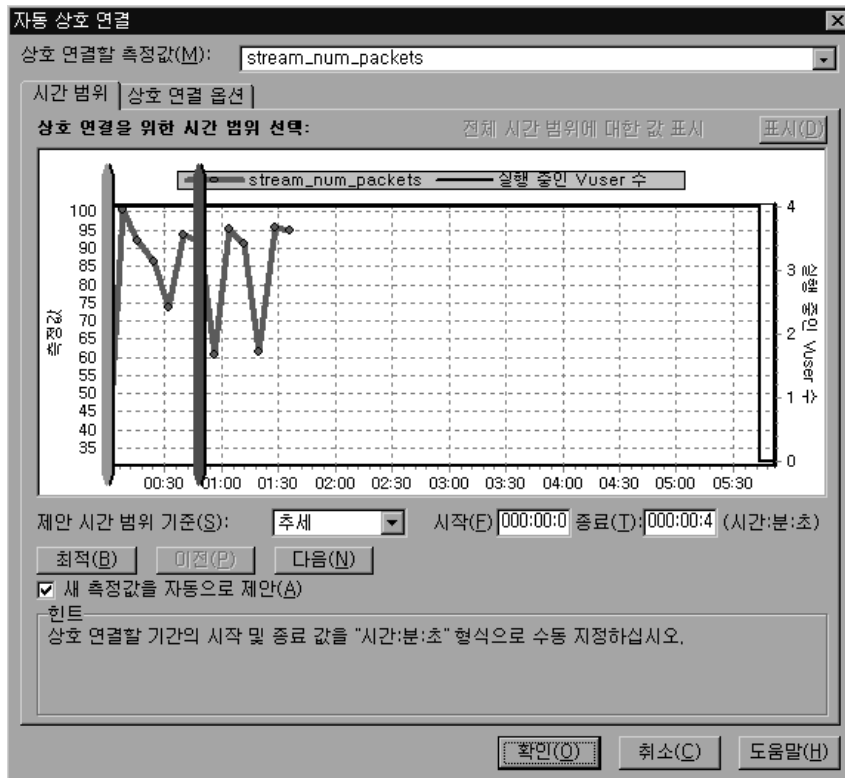 자동 상호 연결
상호 연결할 측정값(M): stream_num_packets
시간 범위 상호 연결 옵션
상호 연결을 위한 시간 범위 선택: 전체 시간 범위에 대한 값 표시 표시(D)
stream_num_packets 실행 중인 Vuser 수
측정값
100
95
90
85
80
75
70
65
60
55
50
45
40
35
4
3
2
1
0
실행 중인 Vuser 수
00:30 01:00 01:30 02:00 02:30 03:00 03:30 04:00 04:30 05:00 05:30
제안 시간 범위 기준(S): 추세 시작(F) 000:00:0 종료(T): 000:00:4 (시간:분:초)
최적(B) 이전(P) 다음(N)
새 측정값을 자동으로 제안(A)
힌트
상호 연결할 기간의 시작 및 종료 값을 "시간:분:초" 형식으로 수동 지정하십시오.
확인(O) 취소(C) 도움말(H)